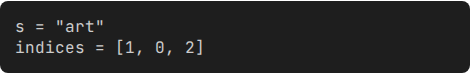 s = "art"
indices = [1, 0, 2]